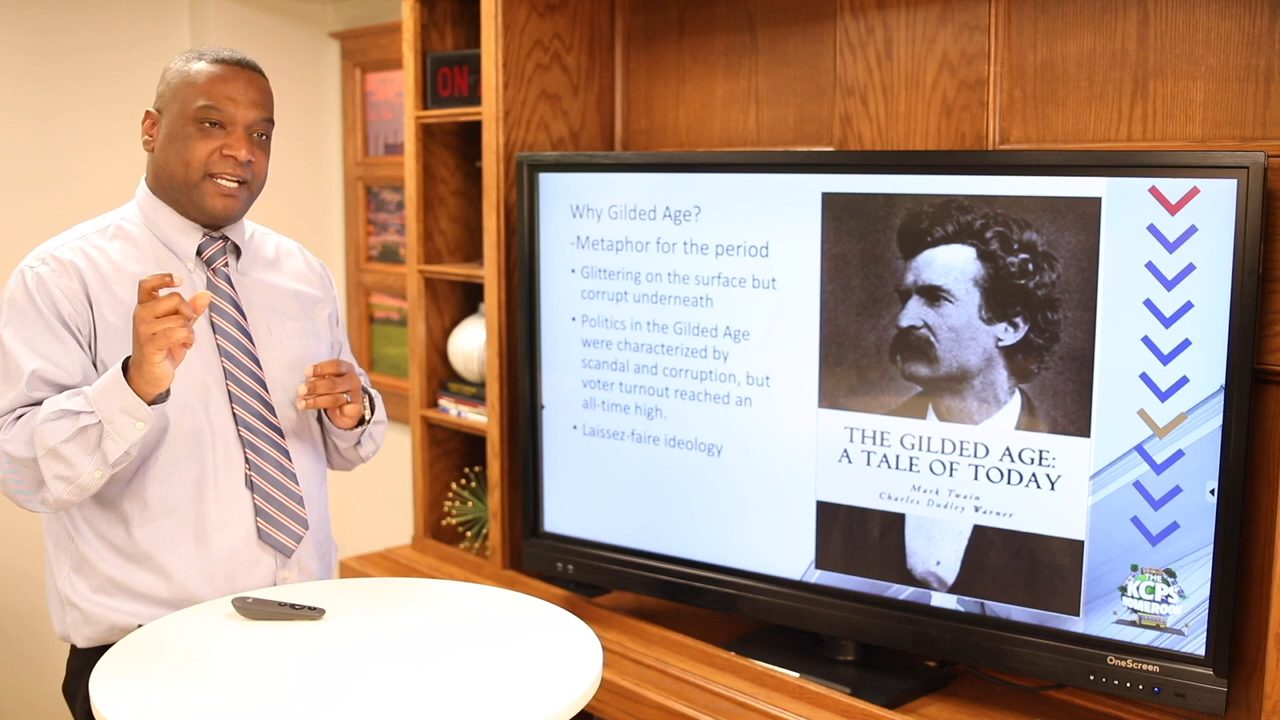 ON
Why Gilded Age?
-Metaphor for the period
• Glittering on the surface but
corrupt underneath
• Politics in the Gilded Age
were characterized by
scandal and corruption, but
voter turnout reached an
all-time high.
• Laissez-faire ideology
THE GILDED AGE:
A TALE OF TODAY
Mark Twain
Charles Dudley Warner
THE
KCPS
OneScreen